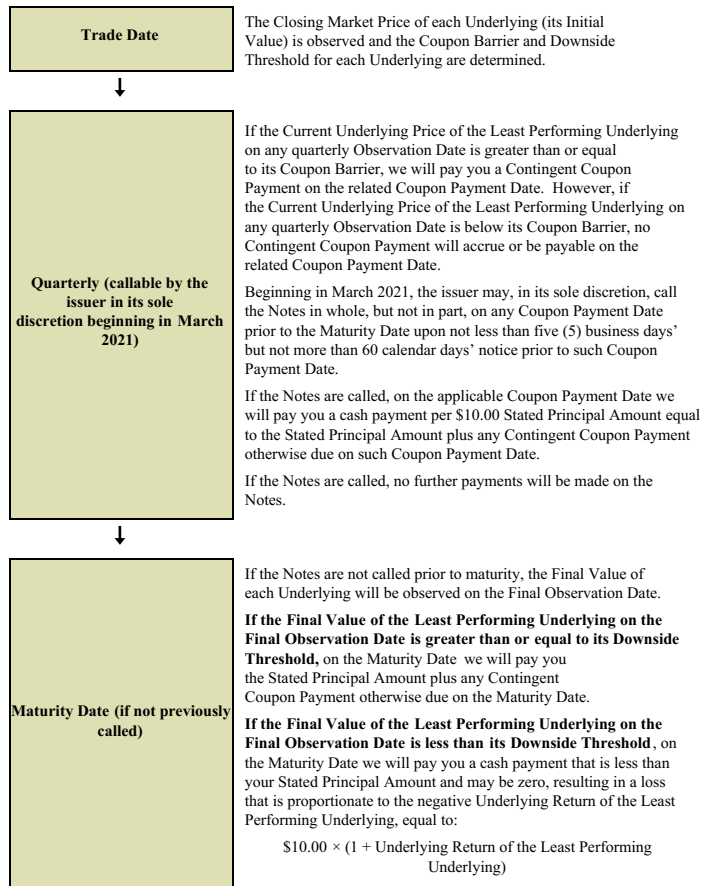 Trade Date
The Closing Market Price of each Underlying (its Initial
Value) is observed and the Coupon Barrier and Downside
Threshold for each Underlying are determined.
Quarterly (callable by the
issuer in its sole
discretion beginning in March
2021)
If the Current Underlying Price of the Least Performing Underlying
on any quarterly Observation Date is greater than or equal
to its Coupon Barrier, we will pay you a Contingent Coupon
Payment on the related Coupon Payment Date. However, if
the Current Underlying Price of the Least Performing Underlying on
any quarterly Observation Date is below its Coupon Barrier, no
Contingent Coupon Payment will accrue or be payable on the
related Coupon Payment Date.
Beginning in March 2021, the issuer may, in its sole discretion, call
the Notes in whole, but not in part, on any Coupon Payment Date
prior to the Maturity Date upon not less than five (5) business days’
but not more than 60 calendar days’ notice prior to such Coupon
Payment Date.
If the Notes are called, on the applicable Coupon Payment Date we
will pay you a cash payment per $10.00 Stated Principal Amount equal
to the Stated Principal Amount plus any Contingent Coupon Payment
otherwise due on such Coupon Payment Date.
If the Notes are called, no further payments will be made on the
Notes.
Maturity Date (if not previously
called)
If the Notes are not called prior to maturity, the Final Value of
each Underlying will be observed on the Final Observation Date.
If the Final Value of the Least Performing Underlying on the
Final Observation Date is greater than or equal to its Downside
Threshold, on the Maturity Date we will pay you
the Stated Principal Amount plus any Contingent
Coupon Payment otherwise due on the Maturity Date.
If the Final Value of the Least Performing Underlying on the
Final Observation Date is less than its Downside Threshold, on
the Maturity Date we will pay you a cash payment that is less than
your Stated Principal Amount and may be zero, resulting in a loss
that is proportionate to the negative Underlying Return of the Least
Performing Underlying, equal to:
$10.00 × (1 + Underlying Return of the Least Performing
Underlying)